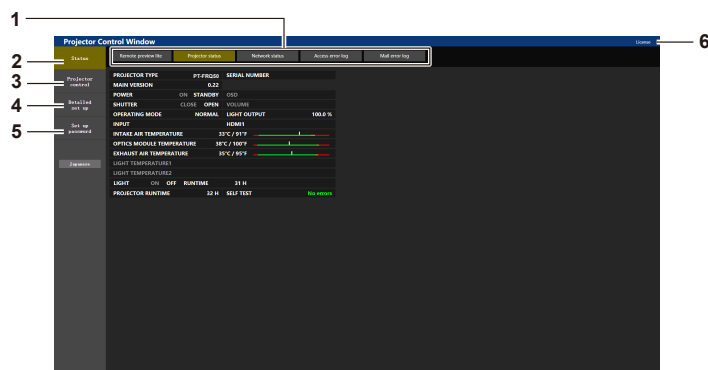 1
Projector Control Window
License
6
2
Status
Remote preview lite Projector status Network status Access error log Mail error log
3
Projector
control
4
Detailed
set up
5
Set up
password
Japanese
PROJECTOR TYPE PT-FRQ50 SERIAL NUMBER
MAIN VERSION 0.22
POWER ON STANDBY OSD
SHUTTER CLOSE OPEN VOLUME
OPERATING MODE NORMAL LIGHT OUTPUT 100.0 %
INPUT HDMI1
INTAKE AIR TEMPERATURE 33°C / 91°F
OPTICS MODULE TEMPERATURE 38°C / 100°F
EXHAUST AIR TEMPERATURE 35°C / 95°F
LIGHT TEMPERATURE1
LIGHT TEMPERATURE2
LIGHT ON OFF RUNTIME 31 H
PROJECTOR RUNTIME 32 H SELF TEST No errors